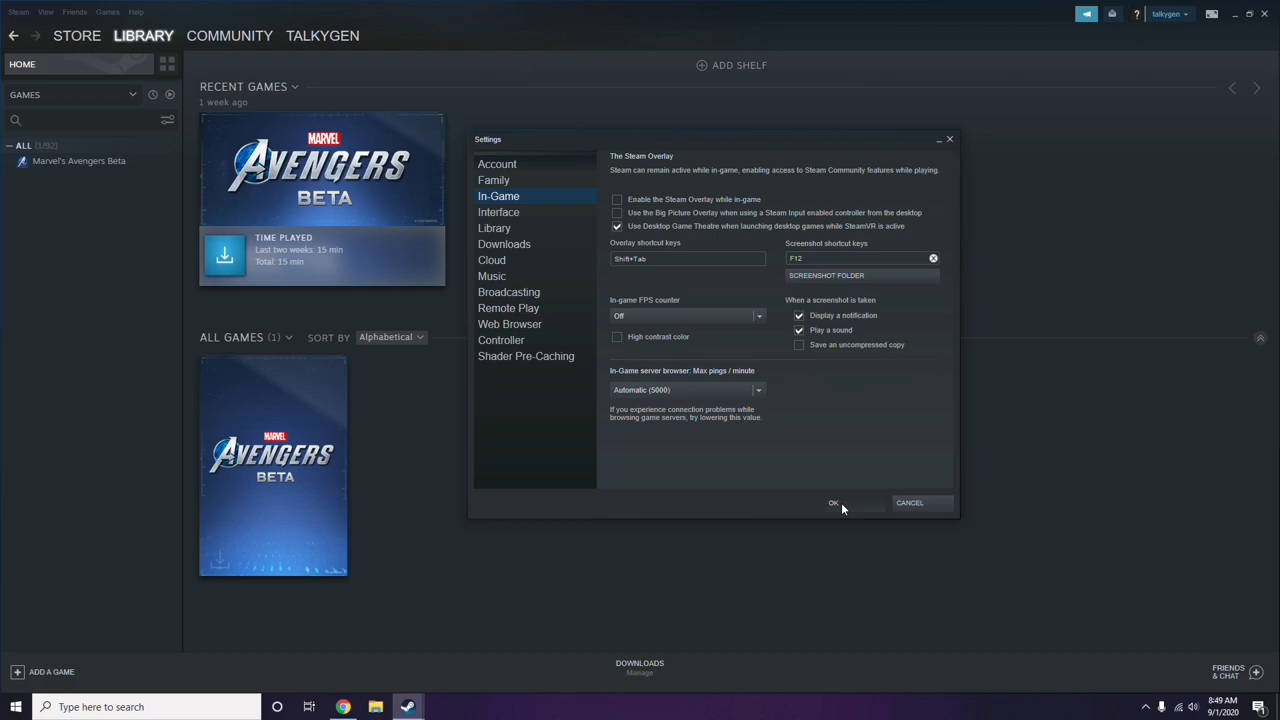 Steam View Friends Games Help
talkygen
STORE LIBRARY COMMUNITY TALKYGEN
HOME
GAMES
ALL (1/92)
Marvel's Avengers Beta
ADD SHELF
RECENT GAMES
1 week ago
MARVEL
AVENGERS
BETA
TIME PLAYED
Last two weeks: 15 min
Total: 15 min
ALL GAMES (1) SORT BY Alphabetical
MARVEL
AVENGERS
BETA
Settings
Account
Family
In-Game
Interface
Library
Downloads
Cloud
Music
Broadcasting
Remote Play
Web Browser
Controller
Shader Pre-Caching
The Steam Overlay
Steam can remain active while in-game, enabling access to Steam Community features while playing.
Enable the Steam Overlay while in-game
Use the Big Picture Overlay when using a Steam Input enabled controller from the desktop
Use Desktop Game Theatre when launching desktop games while SteamVR is active
Overlay shortcut keys
Shift+Tab
Screenshot shortcut keys
F12
SCREENSHOT FOLDER
In-game FPS counter
Off
High contrast color
When a screenshot is taken
Display a notification
Play a sound
Save an uncompressed copy
In-Game server browser: Max pings / minute
Automatic (5000)
If you experience connection problems while
browsing game servers, try lowering this value.
OK CANCEL
ADD A GAME
DOWNLOADS
Manage
FRIENDS
& CHAT
Type here to search
8:49 AM
9/1/2020
1